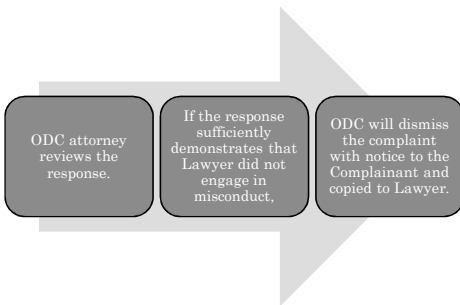 ODC attorney
reviews the
response.
If the response
sufficiently
demonstrates that
Lawyer did not
engage in
misconduct,
ODC will dismiss
the complaint
with notice to the
Complainant and
copied to Lawyer.